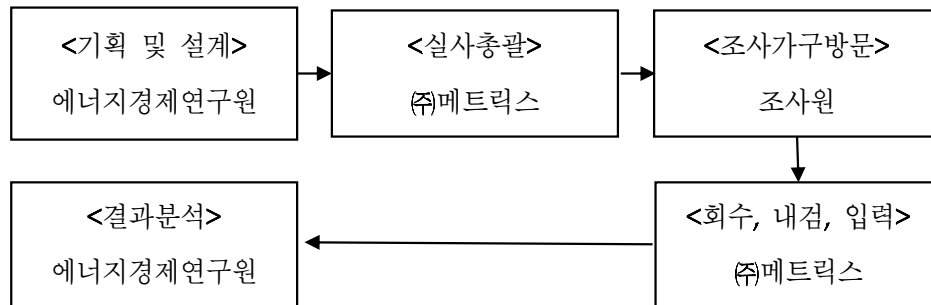 <기획 및 설계>
에너지경제연구원
<실사총괄>
㈜메트릭스
<조사가구방문>
조사원
<회수, 내검, 입력>
㈜메트릭스
<결과분석>
에너지경제연구원